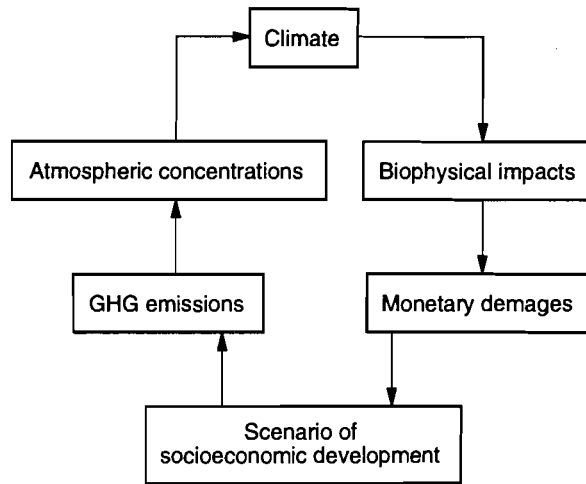 Climate
Atmospheric concentrations
Biophysical impacts
GHG emissions
Monetary demages
Scenario of
socioeconomic development